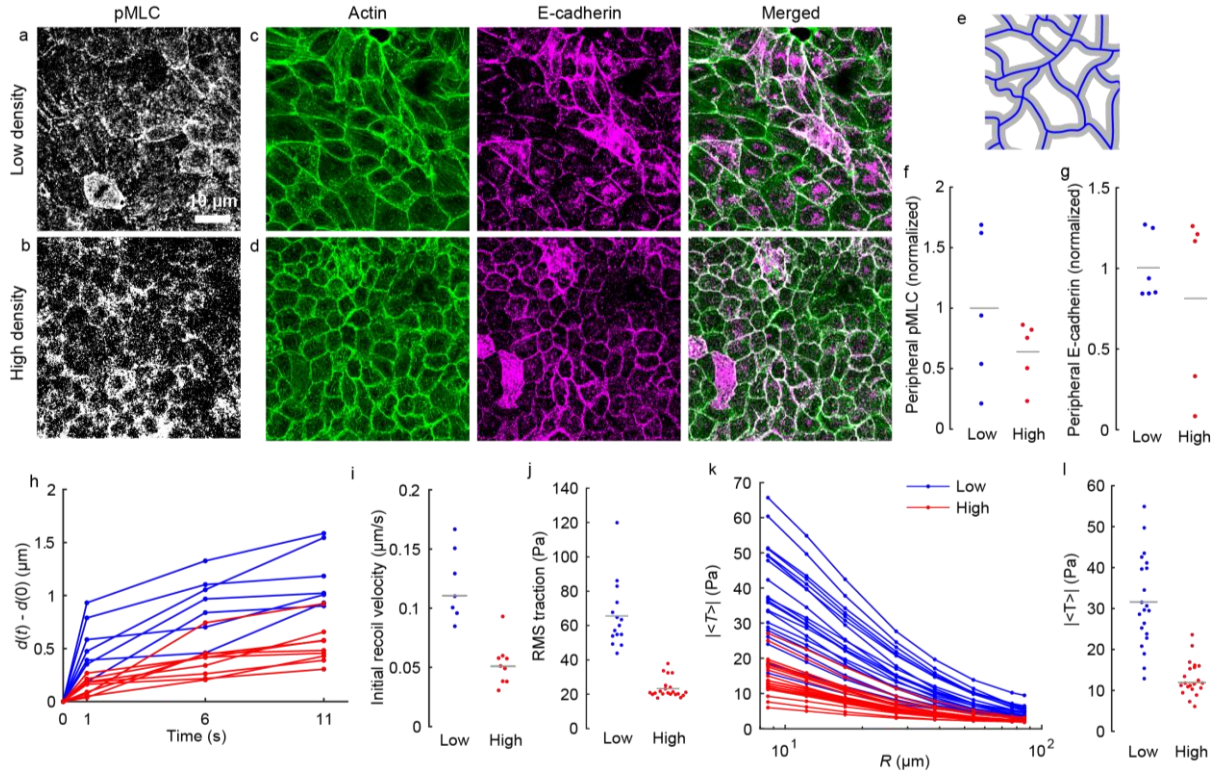 pMLC
Actin
E-cadherin
Merged
a
c
e
Low density
10 µm
b
d
High density
f
Peripheral pMLC (normalized)
2
1.5
1
0.5
0
Low High
g
Peripheral E-cadherin (normalized)
1.5
1
0.5
0
Low High
h
d(t) - d(0) (µm)
2
1.5
1
0.5
0
0 1 6 11
Time (s)
i
Initial recoil velocity (µm/s)
0.2
0.15
0.1
0.05
0
Low High
j
RMS traction (Pa)
140
120
100
80
60
40
20
0
Low High
k
|<T>| (Pa)
70
60
50
40
30
20
10
0
10¹ 10²
R (µm)
Low
High
l
|<T>| (Pa)
60
50
40
30
20
10
0
Low High